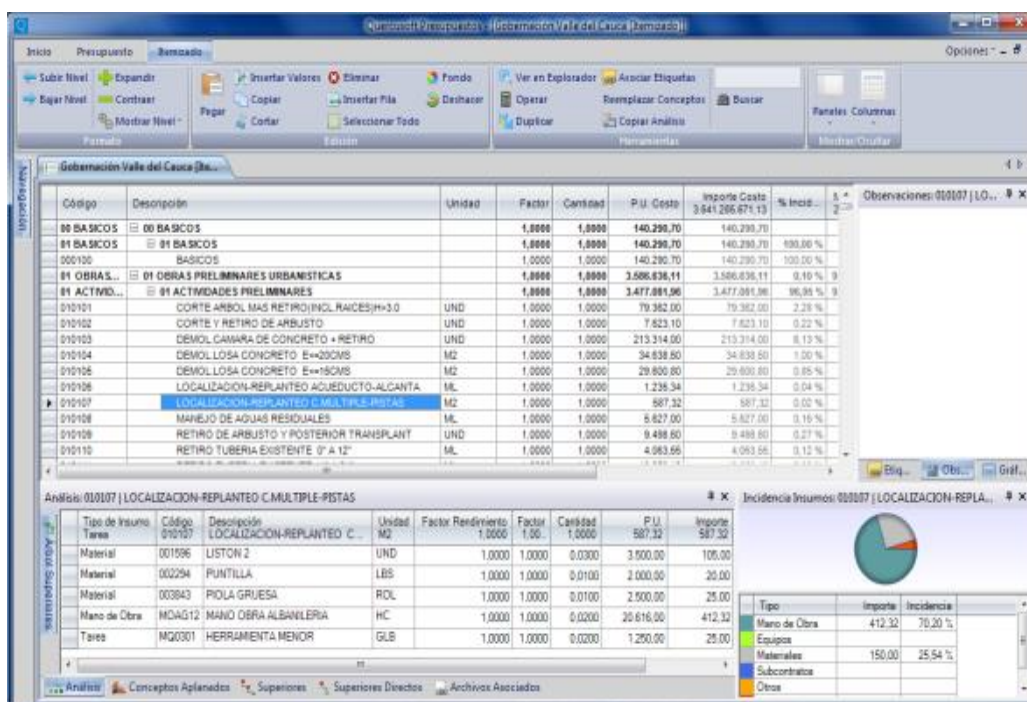 Quercusoft Presupuestos - [Gobernación Valle del Cauca [Itemizado]]
Inicio Presupuesto Itemizado Opciones
Subir Nivel Expandir Insertar Valores Eliminar Fondo Ver en Explorador Asociar Etiquetas
Bajar Nivel Contraer Pegar Copiar Insertar Fila Deshacer Operar Reemplazar Conceptos Buscar Paneles Columnas
Mostrar Nivel Cortar Seleccionar Todo Duplicar Copiar Análisis
Formato Edición Herramientas Mostrar/Ocultar
Navegación
Gobernación Valle del Cauca [Ite...
Código Descripción Unidad Factor Cantidad P.U. Costo Importe Costo 3.641.206.671,13 % Incid...
Observaciones: 010107 | LO...
00 BASICOS 00 BASICOS 1,0000 1,0000 140.290,70 140.290,70
01 BASICOS 01 BASICOS 1,0000 1,0000 140.290,70 140.290,70 100,00 %
000100 BASICOS 1,0000 1,0000 140.290,70 140.290,70 100,00 %
01 OBRAS... 01 OBRAS PRELIMINARES URBANISTICAS 1,0000 1,0000 3.586.636,11 3.586.636,11 0,10 %
01 ACTIVID... 01 ACTIVIDADES PRELIMINARES 1,0000 1,0000 3.477.081,96 3.477.081,96 96,95 %
010101 CORTE ARBOL MAS RETIRO(INCL.RAICES)H>3.0 UND 1,0000 1,0000 79.362,00 79.362,00 2,28 %
010102 CORTE Y RETIRO DE ARBUSTO UND 1,0000 1,0000 7.623,10 7.623,10 0,22 %
010103 DEMOL CAMARA DE CONCRETO + RETIRO UND 1,0000 1,0000 213.314,00 213.314,00 6,13 %
010104 DEMOL LOSA CONCRETO E<=20CMS M2 1,0000 1,0000 34.638,60 34.638,60 1,00 %
010105 DEMOL LOSA CONCRETO E<=15CMS M2 1,0000 1,0000 29.600,80 29.600,80 0,85 %
010106 LOCALIZACION-REPLANTEO ACUEDUCTO-ALCANTA ML 1,0000 1,0000 1.236,34 1.236,34 0,04 %
010107 LOCALIZACION-REPLANTEO C.MULTIPLE-PISTAS M2 1,0000 1,0000 587,32 587,32 0,02 %
010108 MANEJO DE AGUAS RESIDUALES ML 1,0000 1,0000 5.627,00 5.627,00 0,16 %
010109 RETIRO DE ARBUSTO Y POSTERIOR TRANSPLANT UND 1,0000 1,0000 9.498,60 9.498,60 0,27 %
010110 RETIRO TUBERIA EXISTENTE 0" A 12" ML 1,0000 1,0000 4.063,66 4.063,66 0,12 %
Etiq... Obs... Gráf...
Análisis: 010107 | LOCALIZACION-REPLANTEO C.MULTIPLE-PISTAS
Incidencia Insumos: 010107 | LOCALIZACION-REPLA...
Arbol Superiores
Tipo de Insumo Código Descripción Unidad Factor Rendimiento Factor Cantidad P.U. Importe
Tarea 010107 LOCALIZACION-REPLANTEO C... M2 1,0000 1,00.. 1,0000 587,32 587,32
Material 001596 LISTON 2 UND 1,0000 1,0000 0,0300 3.500,00 105,00
Material 002294 PUNTILLA LBS 1,0000 1,0000 0,0100 2.000,00 20,00
Material 003843 PIOLA GRUESA ROL 1,0000 1,0000 0,0100 2.500,00 25,00
Mano de Obra MOAG12 MANO OBRA ALBANILERIA HC 1,0000 1,0000 0,0200 20.616,00 412,32
Tarea MQ0301 HERRAMIENTA MENOR GLB 1,0000 1,0000 0,0200 1.250,00 25,00
Tipo Importe Incidencia
Mano de Obra 412,32 70,20 %
Equipos
Materiales 150,00 25,54 %
Subcontratos
Otros
Análisis Conceptos Aplanados Superiores Superiores Directos Archivos Asociados